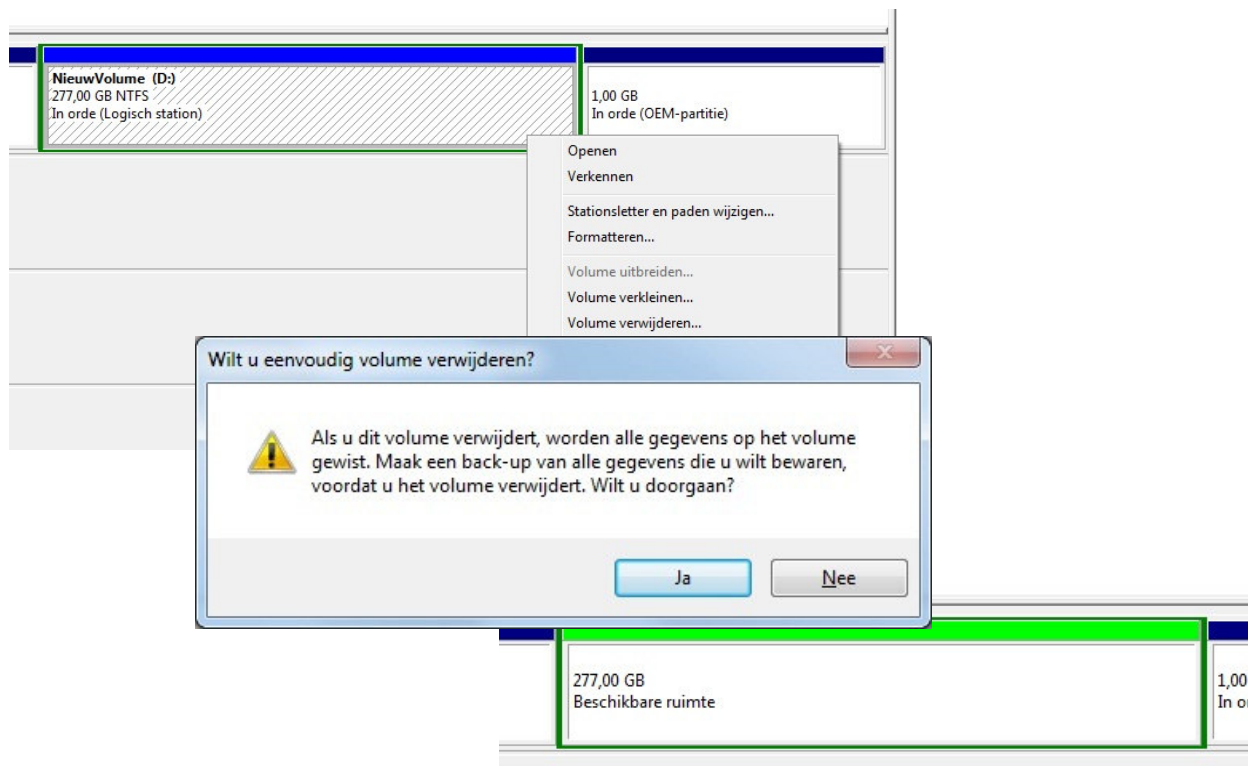 NieuwVolume (D:)
277,00 GB NTFS
In orde (Logisch station)
1,00 GB
In orde (OEM-partitie)
Openen
Verkennen
Stationsletter en paden wijzigen...
Formatteren...
Volume uitbreiden...
Volume verkleinen...
Volume verwijderen...
Wilt u eenvoudig volume verwijderen?
Als u dit volume verwijdert, worden alle gegevens op het volume
gewist. Maak een back-up van alle gegevens die u wilt bewaren,
voordat u het volume verwijdert. Wilt u doorgaan?
Ja
Nee
277,00 GB
Beschikbare ruimte
1,00
In